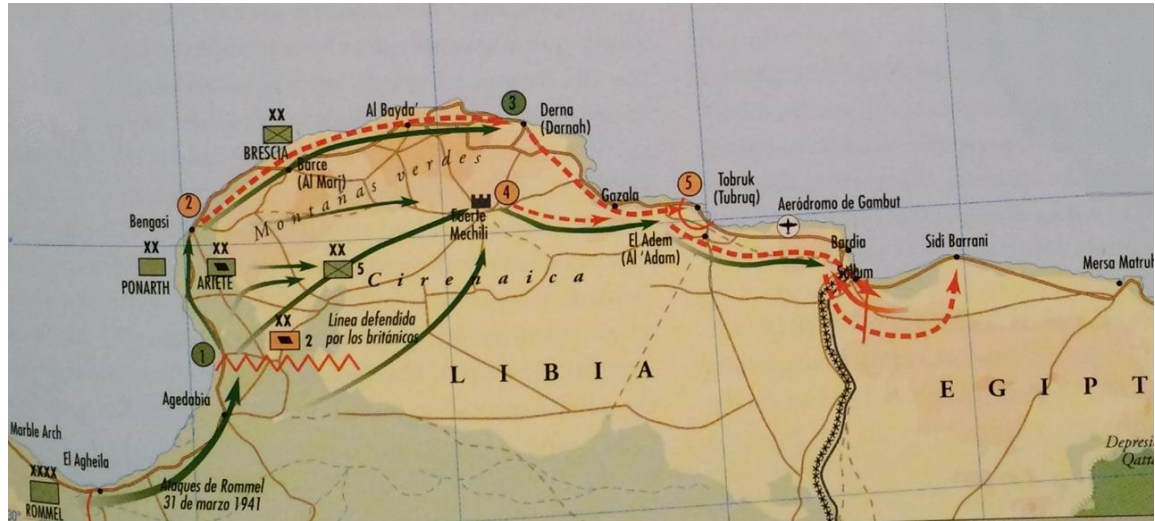 3
Derna
(Darnah)
Al Bayda'
XX
BRESCIA
Barce
(Al Marj)
Montañas verdes
2
Bengasi
4
Fuerte
Mechili
Gazala
5
Tobruk
(Tubruq)
Aeródromo de Gambut
El Adem
(Al 'Adam)
Bardia
Sidi Barrani
Mersa Matruh
Sollum
XX
PONARTH
XX
ARIETE
XX
5
Cirenaica
XX
2
Línea defendida
por los británicos
1
LIBIA
EGIPT
Agedabia
Marble Arch
El Agheila
XXXX
ROMMEL
Ataques de Rommel
31 de marzo 1941
Depresi
Qatta
30°